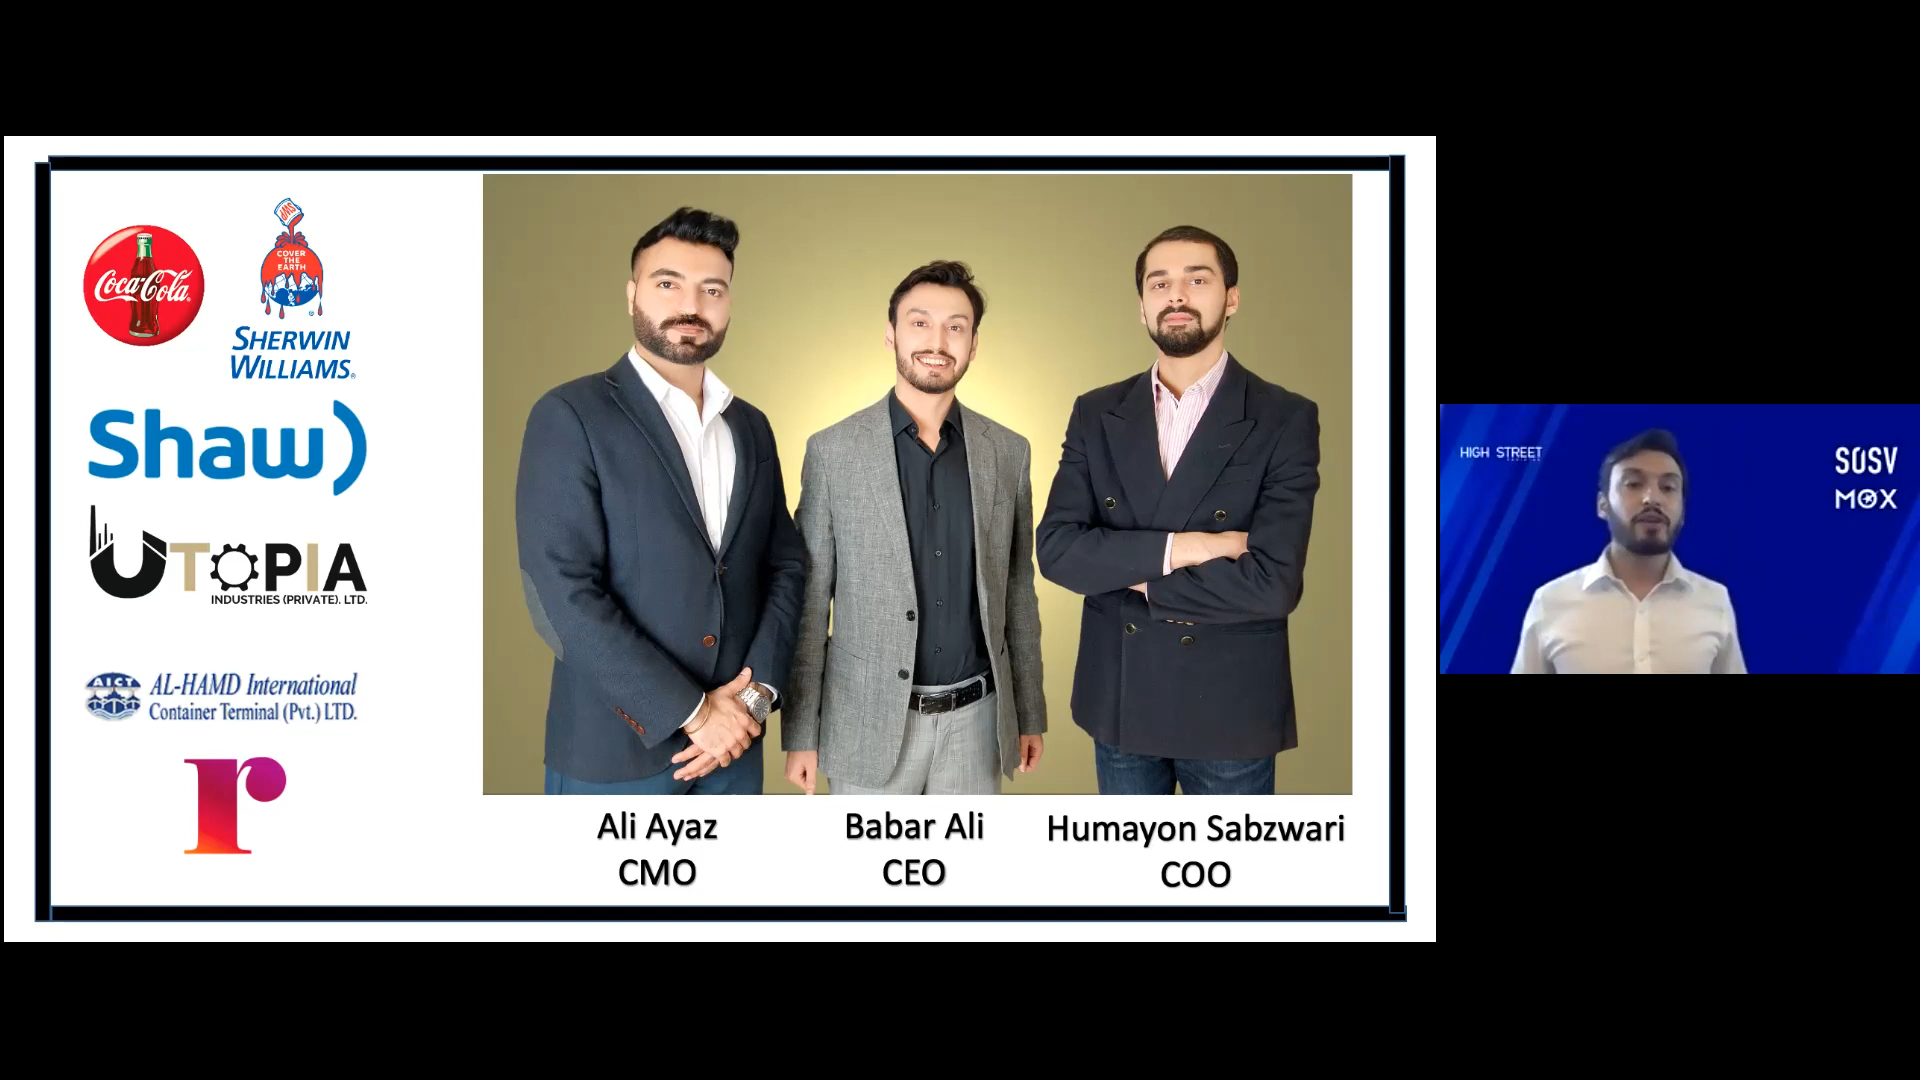 Coca-Cola
SWP
COVER
THE
EARTH
SHERWIN
WILLIAMS®
Shaw)
UTOPIA
INDUSTRIES (PRIVATE). LTD.
AICT
AL-HAMD International
Container Terminal (Pvt.) LTD.
r
Ali Ayaz
CMO
Babar Ali
CEO
Humayon Sabzwari
COO
HIGH STREET
SOSV
MOX